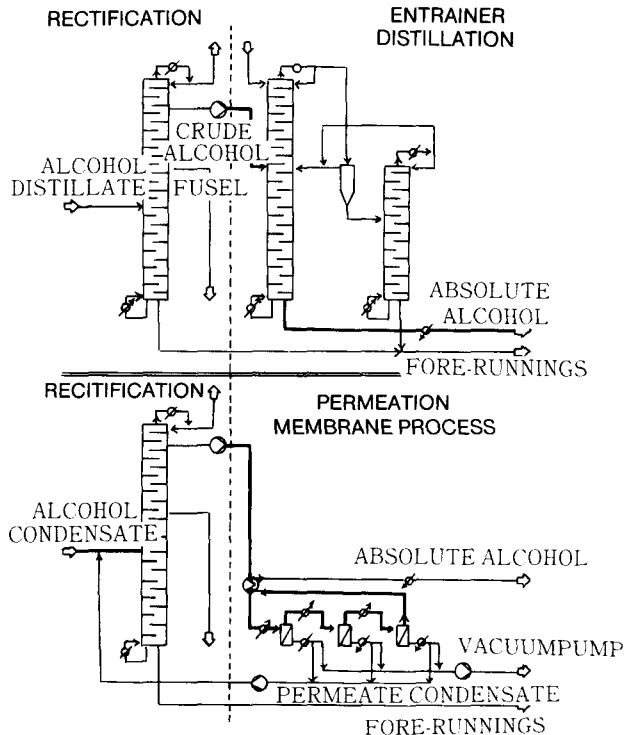 RECTIFICATION
ENTRAINER
DISTILLATION
CRUDE
ALCOHOL
ALCOHOL
DISTILLATE
FUSEL
ABSOLUTE
ALCOHOL
FORE-RUNNINGS
RECITIFICATION
PERMEATION
MEMBRANE PROCESS
ALCOHOL
CONDENSATE
ABSOLUTE ALCOHOL
VACUUMPUMP
PERMEATE CONDENSATE
FORE-RUNNINGS